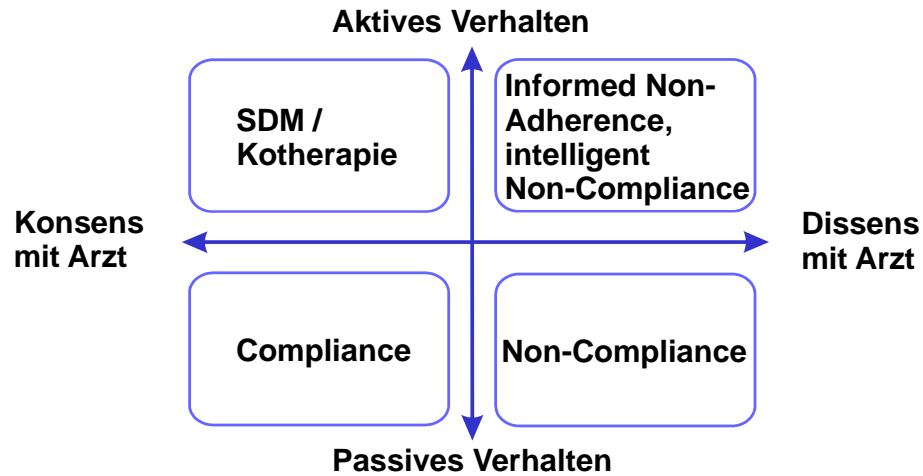 Aktives Verhalten
SDM /
Kotherapie
Informed Non-
Adherence,
intelligent
Non-Compliance
Konsens
mit Arzt
Dissens
mit Arzt
Compliance
Non-Compliance
Passives Verhalten